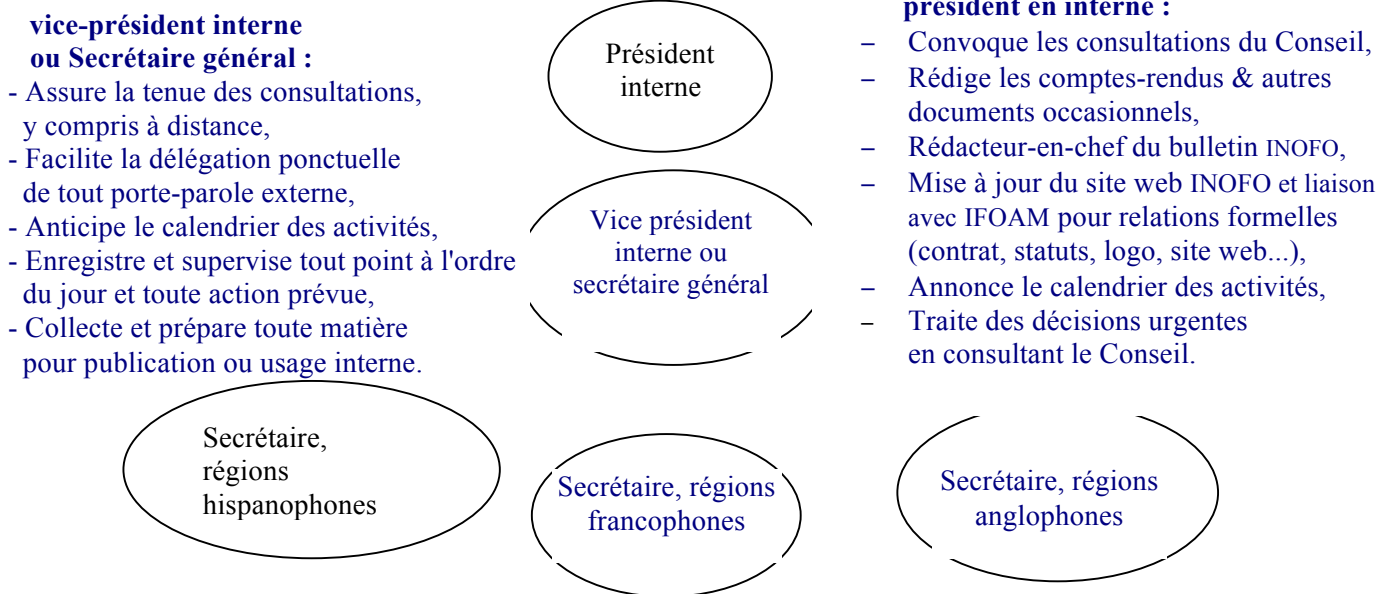 vice-président interne
ou Secrétaire général :
- Assure la tenue des consultations,
y compris à distance,
- Facilite la délégation ponctuelle
de tout porte-parole externe,
- Anticipe le calendrier des activités,
- Enregistre et supervise tout point à l'ordre
du jour et toute action prévue,
- Collecte et prépare toute matière
pour publication ou usage interne.
Président
interne
Vice président
interne ou
secrétaire général
président en interne :
– Convoque les consultations du Conseil,
– Rédige les comptes-rendus & autres
documents occasionnels,
– Rédacteur-en-chef du bulletin INOFO,
– Mise à jour du site web INOFO et liaison
avec IFOAM pour relations formelles
(contrat, statuts, logo, site web...),
– Annonce le calendrier des activités,
– Traite des décisions urgentes
en consultant le Conseil.
Secrétaire,
régions
hispanophones
Secrétaire, régions
francophones
Secrétaire, régions
anglophones